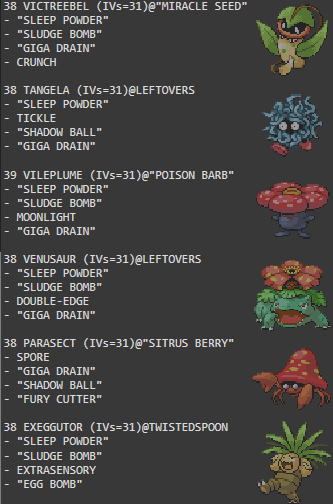 38 VICTREEBEL (IVs=31)@"MIRACLE SEED"
- "SLEEP POWDER"
- "SLUDGE BOMB"
- "GIGA DRAIN"
- CRUNCH
38 TANGELA (IVs=31)@LEFTOVERS
- "SLEEP POWDER"
- TICKLE
- "SHADOW BALL"
- "GIGA DRAIN"
39 VILEPLUME (IVs=31)@"POISON BARB"
- "SLEEP POWDER"
- "SLUDGE BOMB"
- MOONLIGHT
- "GIGA DRAIN"
38 VENUSAUR (IVs=31)@LEFTOVERS
- "SLEEP POWDER"
- "SLUDGE BOMB"
- DOUBLE-EDGE
- "GIGA DRAIN"
38 PARASECT (IVs=31)@"SITRUS BERRY"
- SPORE
- "GIGA DRAIN"
- "SHADOW BALL"
- "FURY CUTTER"
38 EXEGGUTOR (IVs=31)@TWISTEDSPOON
- "SLEEP POWDER"
- "SLUDGE BOMB"
- EXTRASENSORY
- "EGG BOMB"